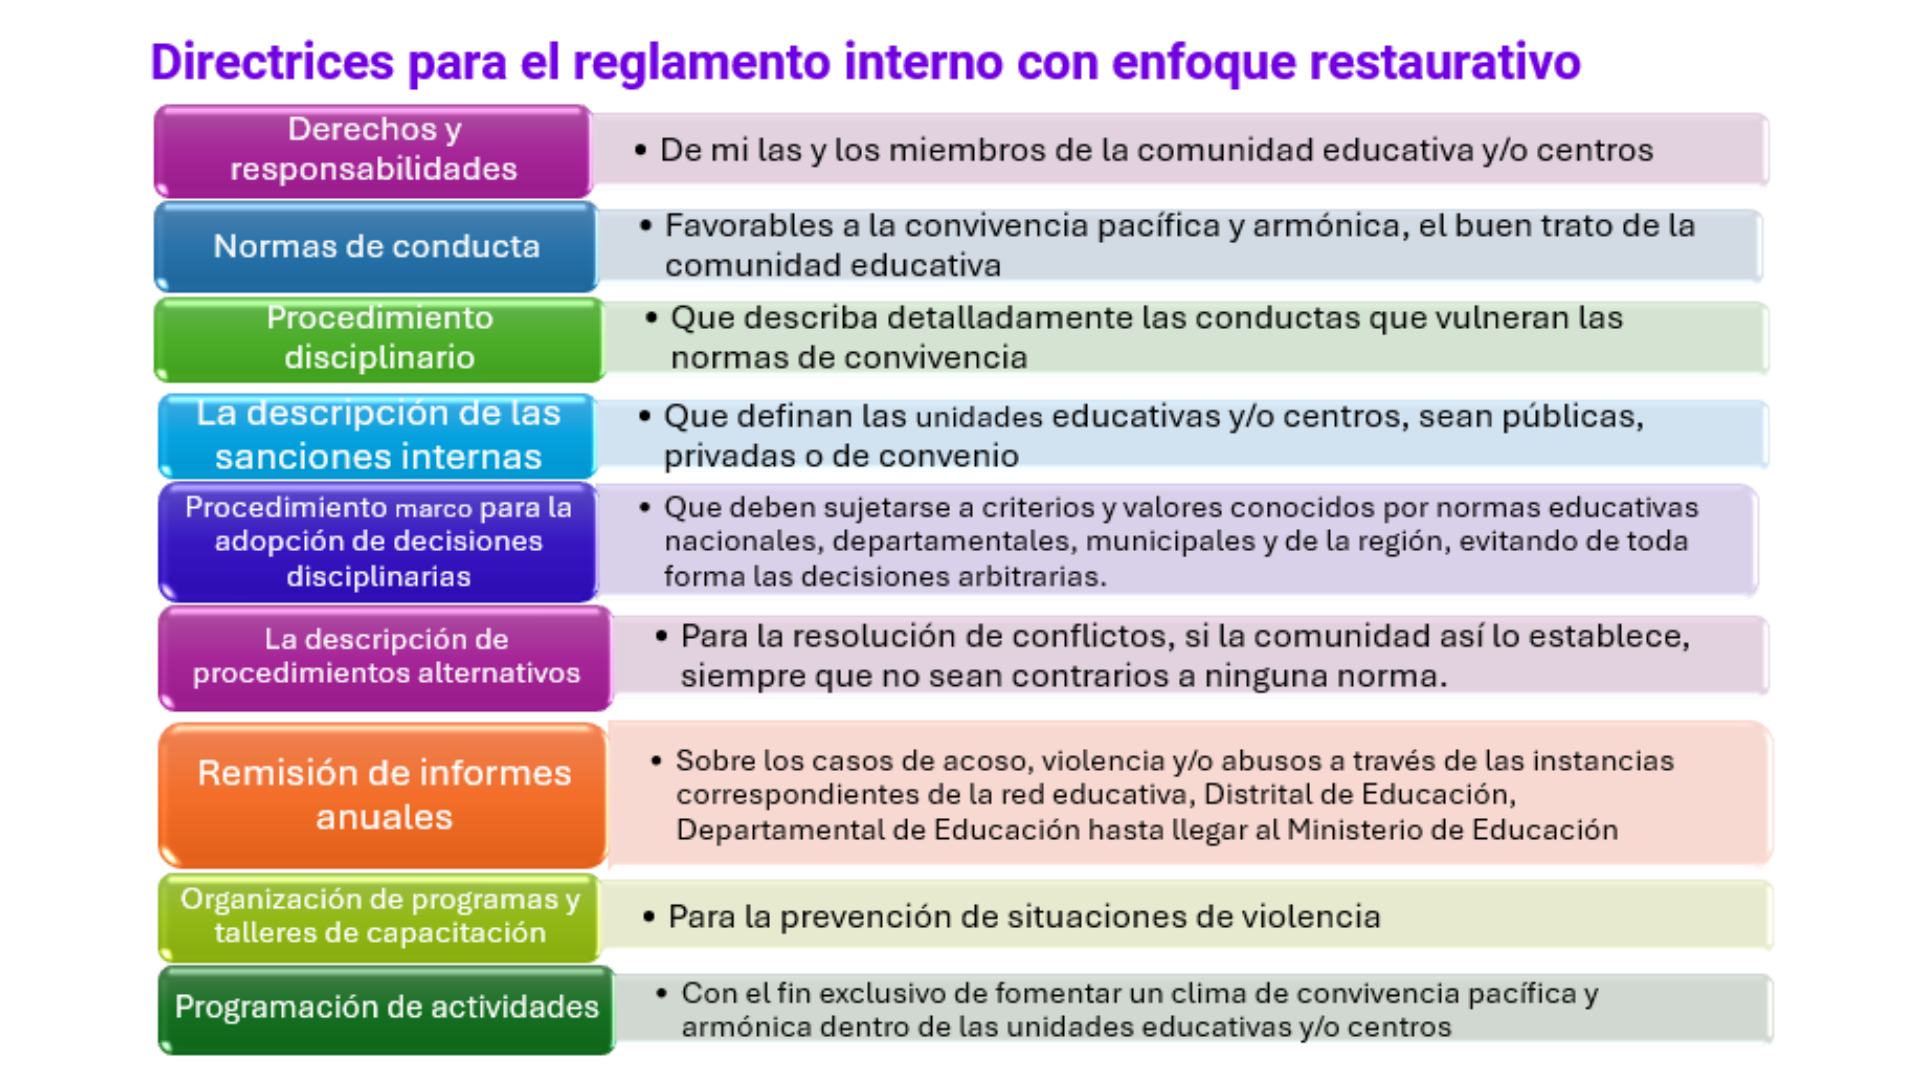 Directrices para el reglamento interno con enfoque restaurativo
Derechos y
responsabilidades
• De mi las y los miembros de la comunidad educativa y/o centros
Normas de conducta
• Favorables a la convivencia pacífica y armónica, el buen trato de la
comunidad educativa
Procedimiento
disciplinario
• Que describa detalladamente las conductas que vulneran las
normas de convivencia
La descripción de las
sanciones internas
• Que definan las unidades educativas y/o centros, sean públicas,
privadas o de convenio
Procedimiento marco para la
adopción de decisiones
disciplinarias
• Que deben sujetarse a criterios y valores conocidos por normas educativas
nacionales, departamentales, municipales y de la región, evitando de toda
forma las decisiones arbitrarias.
La descripción de
procedimientos alternativos
• Para la resolución de conflictos, si la comunidad así lo establece,
siempre que no sean contrarios a ninguna norma.
Remisión de informes
anuales
• Sobre los casos de acoso, violencia y/o abusos a través de las instancias
correspondientes de la red educativa, Distrital de Educación,
Departamental de Educación hasta llegar al Ministerio de Educación
Organización de programas y
talleres de capacitación
• Para la prevención de situaciones de violencia
Programación de actividades
• Con el fin exclusivo de fomentar un clima de convivencia pacífica y
armónica dentro de las unidades educativas y/o centros